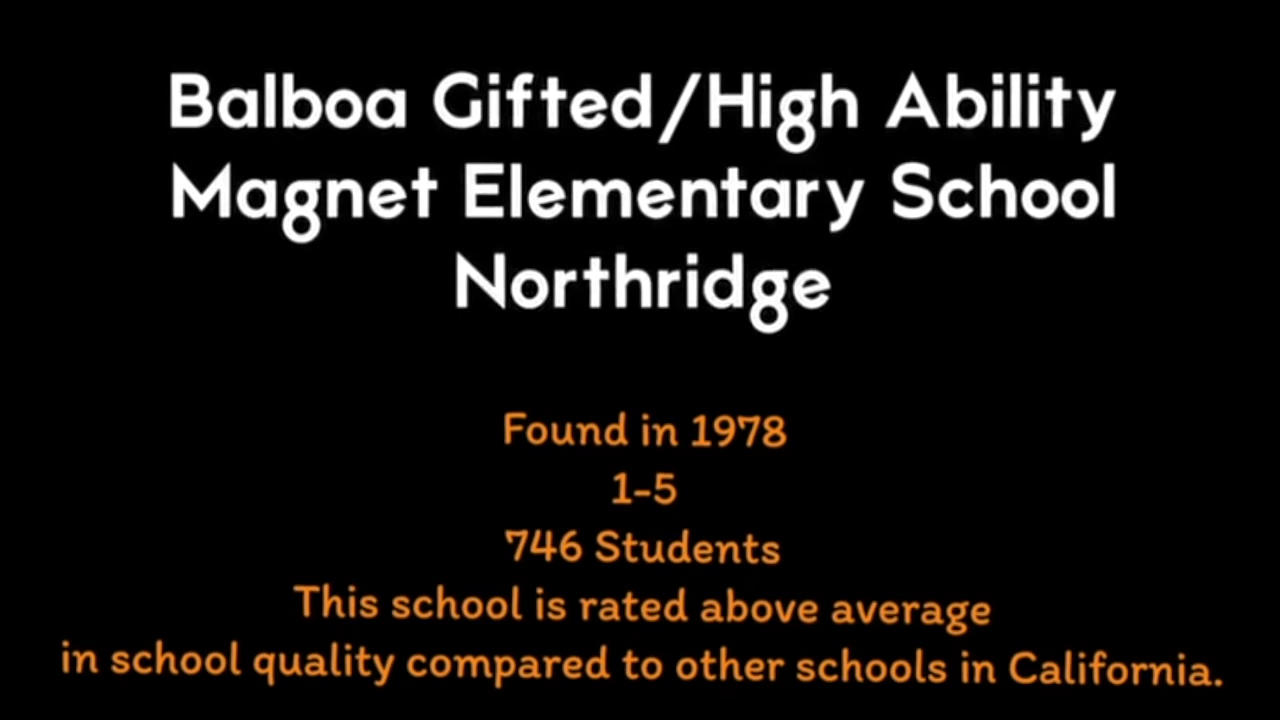 Balboa Gifted/High Ability
Magnet Elementary School
Northridge
Found in 1978
1-5
746 Students
This school is rated above average
in school quality compared to other schools in California.